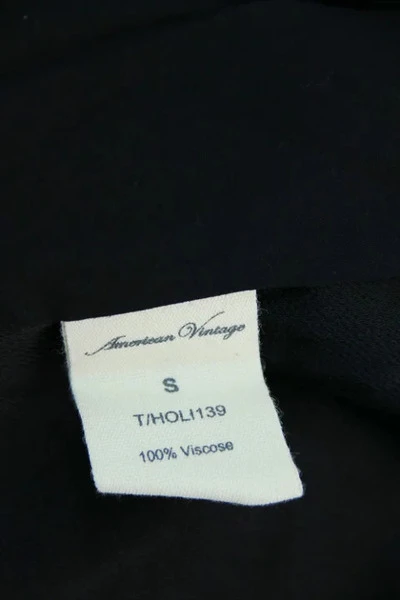 American Vintage
S
T/HOLI139
100% Viscose